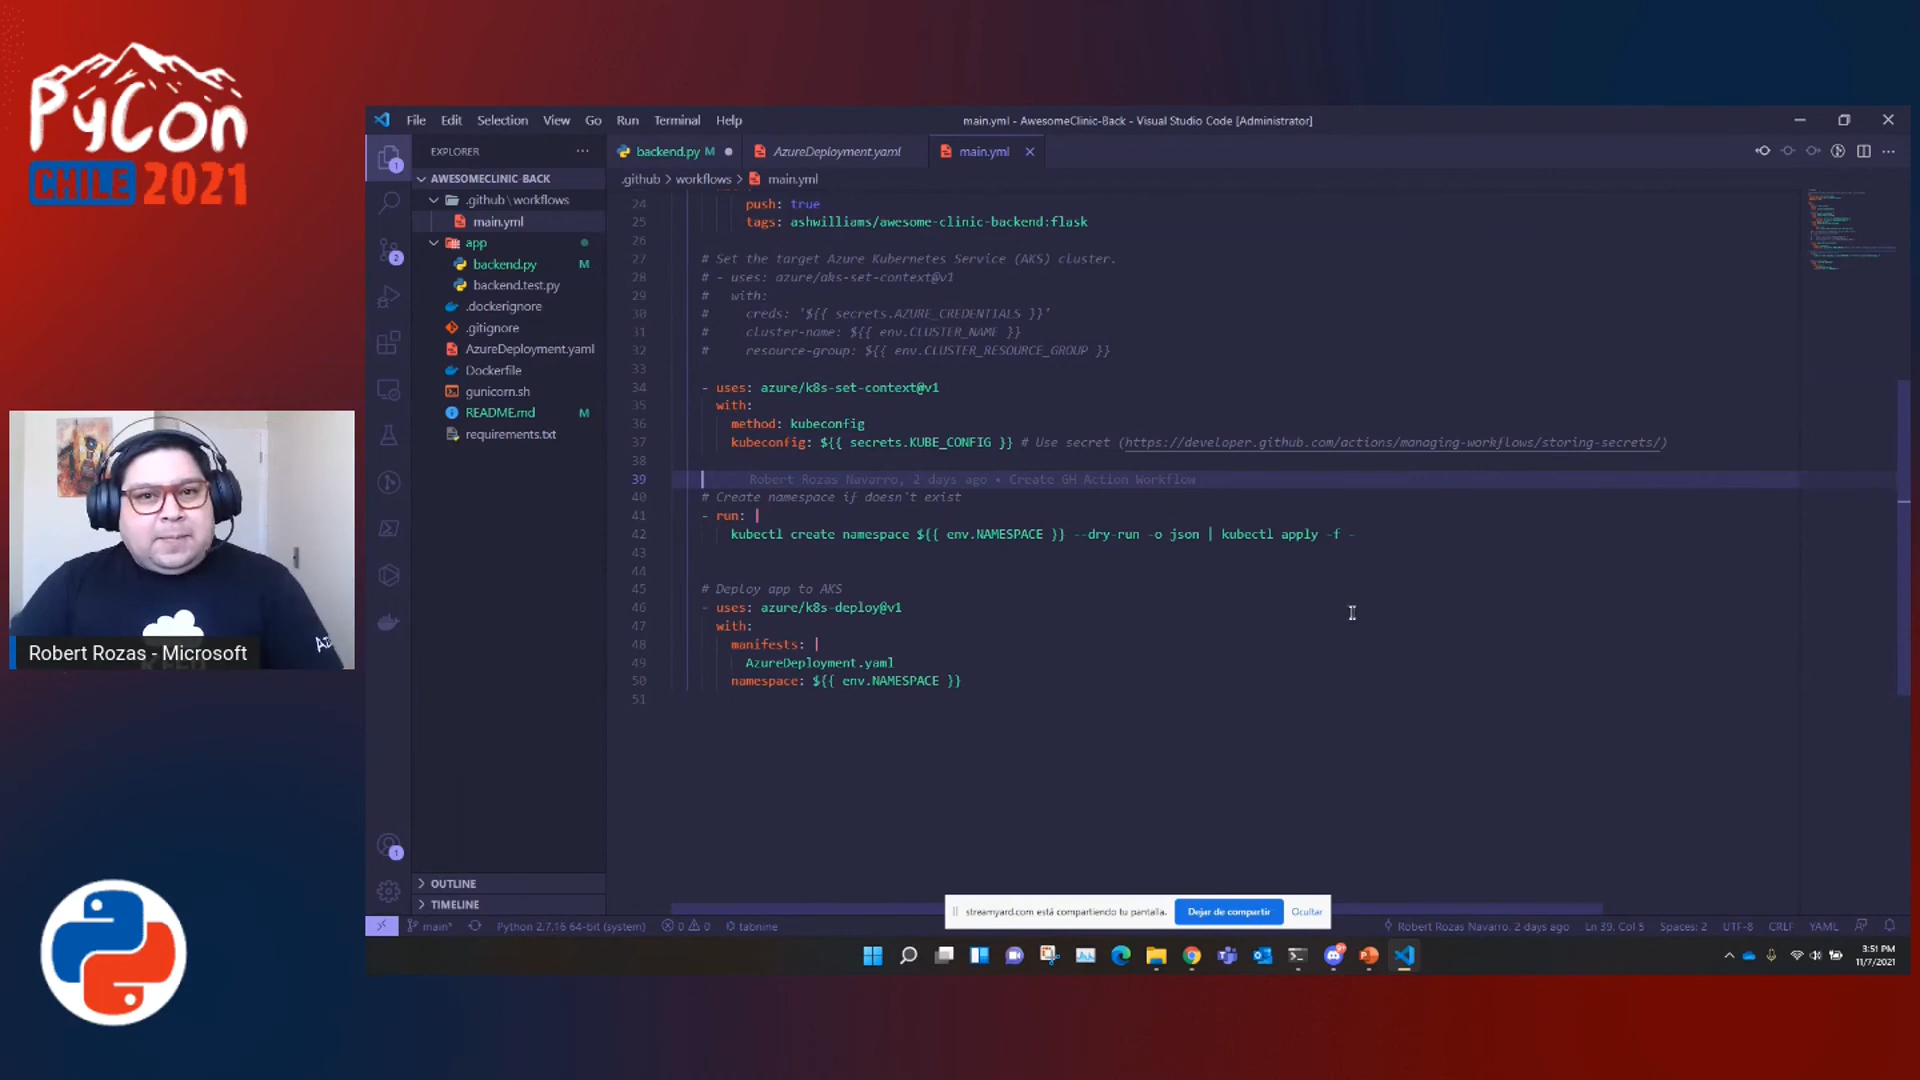 PyCon
CHILE 2021
File Edit Selection View Go Run Terminal Help
main.yml - AwesomeClinic-Back - Visual Studio Code [Administrator]
EXPLORER
backend.py M
AzureDeployment.yaml
main.yml
.github > workflows > main.yml
AWESOMECLINIC-BACK
.github \ workflows
main.yml
app
backend.py M
backend.test.py
.dockerignore
.gitignore
AzureDeployment.yaml
Dockerfile
gunicorn.sh
README.md M
requirements.txt
OUTLINE
TIMELINE
24 push: true
25 tags: ashwilliams/awesome-clinic-backend:flask
26
27 # Set the target Azure Kubernetes Service (AKS) cluster.
28 # - uses: azure/aks-set-context@v1
29 #   with:
30 #     creds: '${{ secrets.AZURE_CREDENTIALS }}'
31 #     cluster-name: ${{ env.CLUSTER_NAME }}
32 #     resource-group: ${{ env.CLUSTER_RESOURCE_GROUP }}
33
34 - uses: azure/k8s-set-context@v1
35   with:
36     method: kubeconfig
37     kubeconfig: ${{ secrets.KUBE_CONFIG }} # Use secret (https://developer.github.com/actions/managing-workflows/storing-secrets/)
38
39 Robert Rozas Navarro, 2 days ago • Create GH Action Workflow
40 # Create namespace if doesn't exist
41 - run: |
42     kubectl create namespace ${{ env.NAMESPACE }} --dry-run -o json | kubectl apply -f -
43
44
45 # Deploy app to AKS
46 - uses: azure/k8s-deploy@v1
47   with:
48     manifests: |
49       AzureDeployment.yaml
50     namespace: ${{ env.NAMESPACE }}
51
Robert Rozas - Microsoft
streamyard.com está compartiendo tu pantalla. Dejar de compartir Ocultar
main* Python 2.7.16 64-bit (system) 0 0 tabnine
Robert Rozas Navarro, 2 days ago Ln 39, Col 5 Spaces: 2 UTF-8 CRLF YAML
3:51 PM
11/7/2021